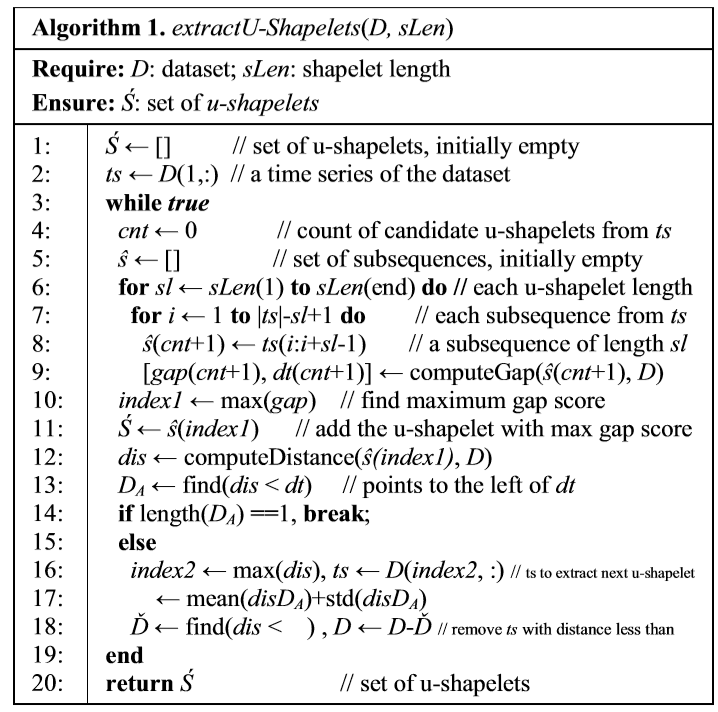 Algorithm 1. extractU-Shapelets(D, sLen)
Require: D: dataset; sLen: shapelet length
Ensure: Ś: set of u-shapelets
1: Ś ← [] // set of u-shapelets, initially empty
2: ts ← D(1,:) // a time series of the dataset
3: while true
4: cnt ← 0 // count of candidate u-shapelets from ts
5: ŝ ← [] // set of subsequences, initially empty
6: for sl ← sLen(1) to sLen(end) do // each u-shapelet length
7: for i ← 1 to |ts|-sl+1 do // each subsequence from ts
8: ŝ(cnt+1) ← ts(i:i+sl-1) // a subsequence of length sl
9: [gap(cnt+1), dt(cnt+1)] ← computeGap(ŝ(cnt+1), D)
10: index1 ← max(gap) // find maximum gap score
11: Ś ← ŝ(index1) // add the u-shapelet with max gap score
12: dis ← computeDistance(ŝ(index1), D)
13: D_A ← find(dis < dt) // points to the left of dt
14: if length(D_A) ==1, break;
15: else
16: index2 ← max(dis), ts ← D(index2, :) // ts to extract next u-shapelet
17: ← mean(disD_A)+std(disD_A)
18: Ď ← find(dis < ) , D ← D-Ď // remove ts with distance less than
19: end
20: return Ś // set of u-shapelets